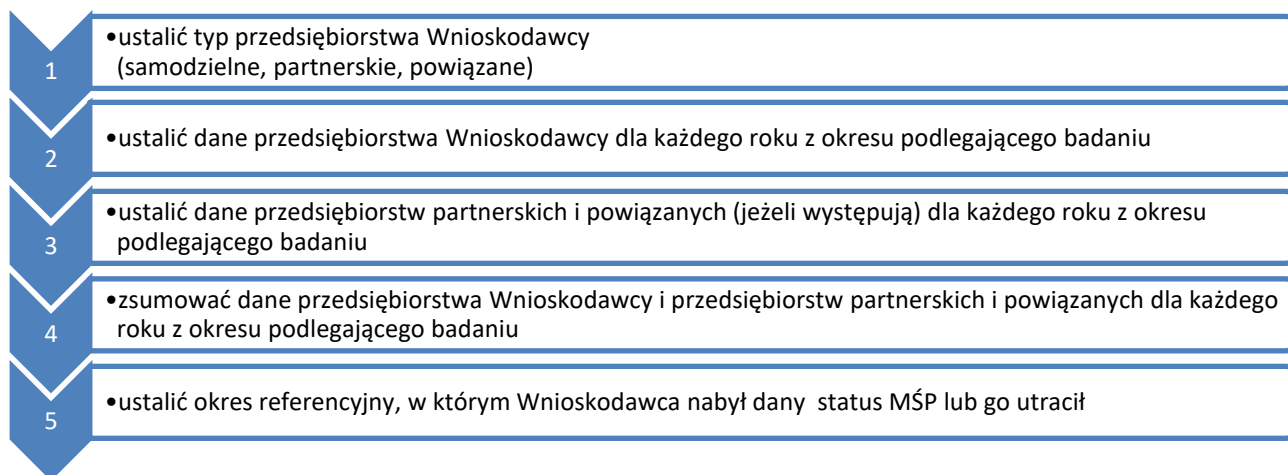 1
•ustalić typ przedsiębiorstwa Wnioskodawcy
(samodzielne, partnerskie, powiązane)
2
•ustalić dane przedsiębiorstwa Wnioskodawcy dla każdego roku z okresu podlegającego badaniu
3
•ustalić dane przedsiębiorstw partnerskich i powiązanych (jeżeli występują) dla każdego roku z okresu
podlegającego badaniu
4
•zsumować dane przedsiębiorstwa Wnioskodawcy i przedsiębiorstw partnerskich i powiązanych dla każdego
roku z okresu podlegającego badaniu
5
•ustalić okres referencyjny, w którym Wnioskodawca nabył dany  status MŚP lub go utracił